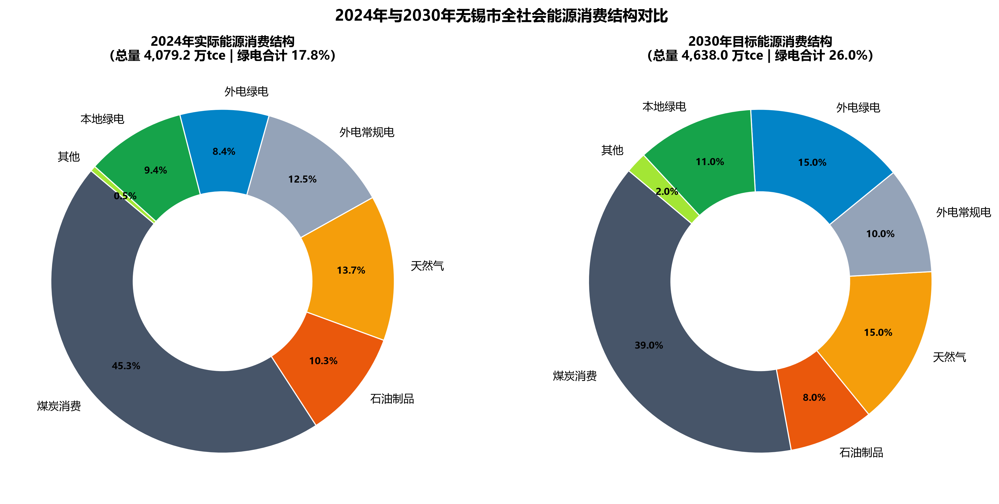 2024年与2030年无锡市全社会能源消费结构对比
2024年实际能源消费结构
(总量 4,079.2 万tce | 绿电合计 17.8%)
外电绿电
本地绿电
外电常规电
其他
8.4%
9.4%
12.5%
0.5%
天然气
13.7%
10.3%
45.3%
石油制品
煤炭消费
2030年目标能源消费结构
(总量 4,638.0 万tce | 绿电合计 26.0%)
本地绿电
外电绿电
其他
11.0%
15.0%
2.0%
外电常规电
10.0%
15.0%
39.0%
天然气
煤炭消费
8.0%
石油制品